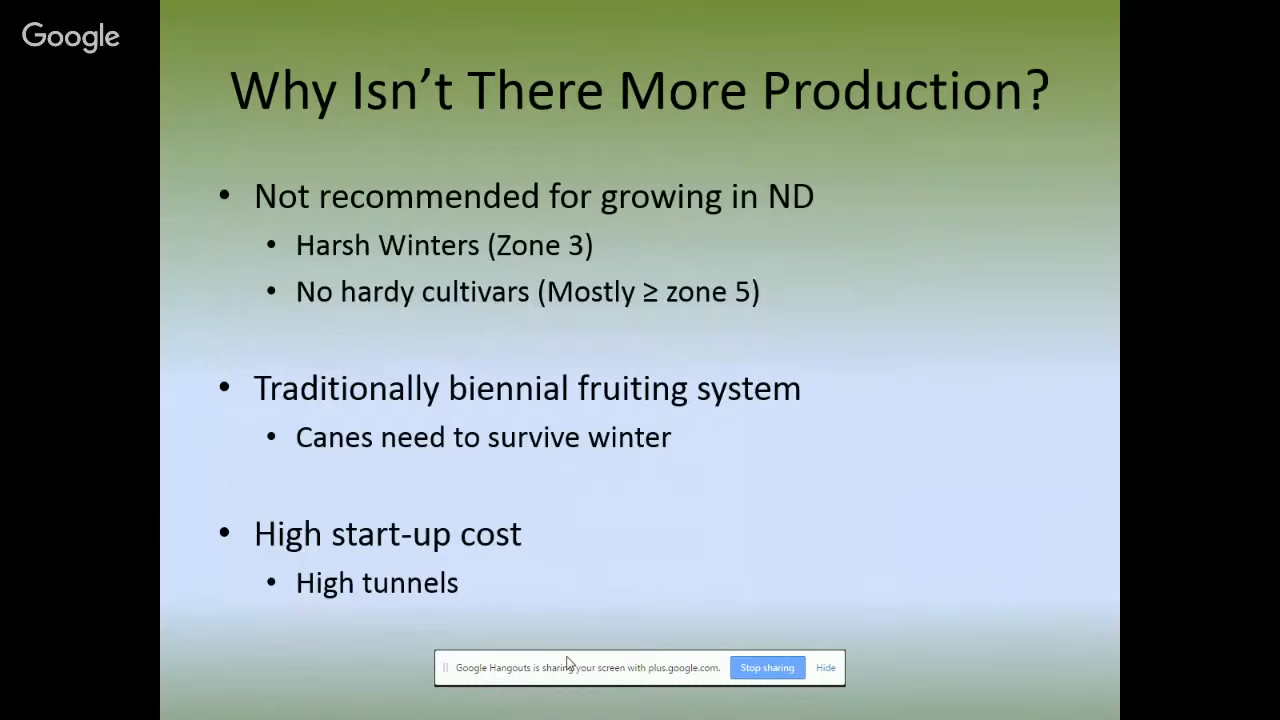 Google
Why Isn’t There More Production?
• Not recommended for growing in ND
• Harsh Winters (Zone 3)
• No hardy cultivars (Mostly ≥ zone 5)
• Traditionally biennial fruiting system
• Canes need to survive winter
• High start-up cost
• High tunnels
Google Hangouts is sharing your screen with plus.google.com. Stop sharing Hide